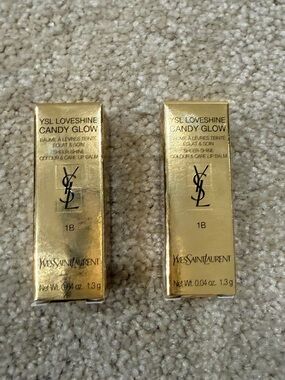 YSL LOVESHINE
CANDY GLOW
BAUME À LÈVRES TEINTÉ
ÉCLAT & SOIN
SHEER SHINE
COLOUR & CARE LIP BALM
YSL
1B
YVESSAINTLAURENT
Net Wt. 0.04 oz. 1.3 g
YSL LOVESHINE
CANDY GLOW
BAUME À LÈVRES TEINTÉ
ÉCLAT & SOIN
SHEER SHINE
COLOUR & CARE LIP BALM
YSL
1B
YVESSAINTLAURENT
Net Wt. 0.04 oz. 1.3 g